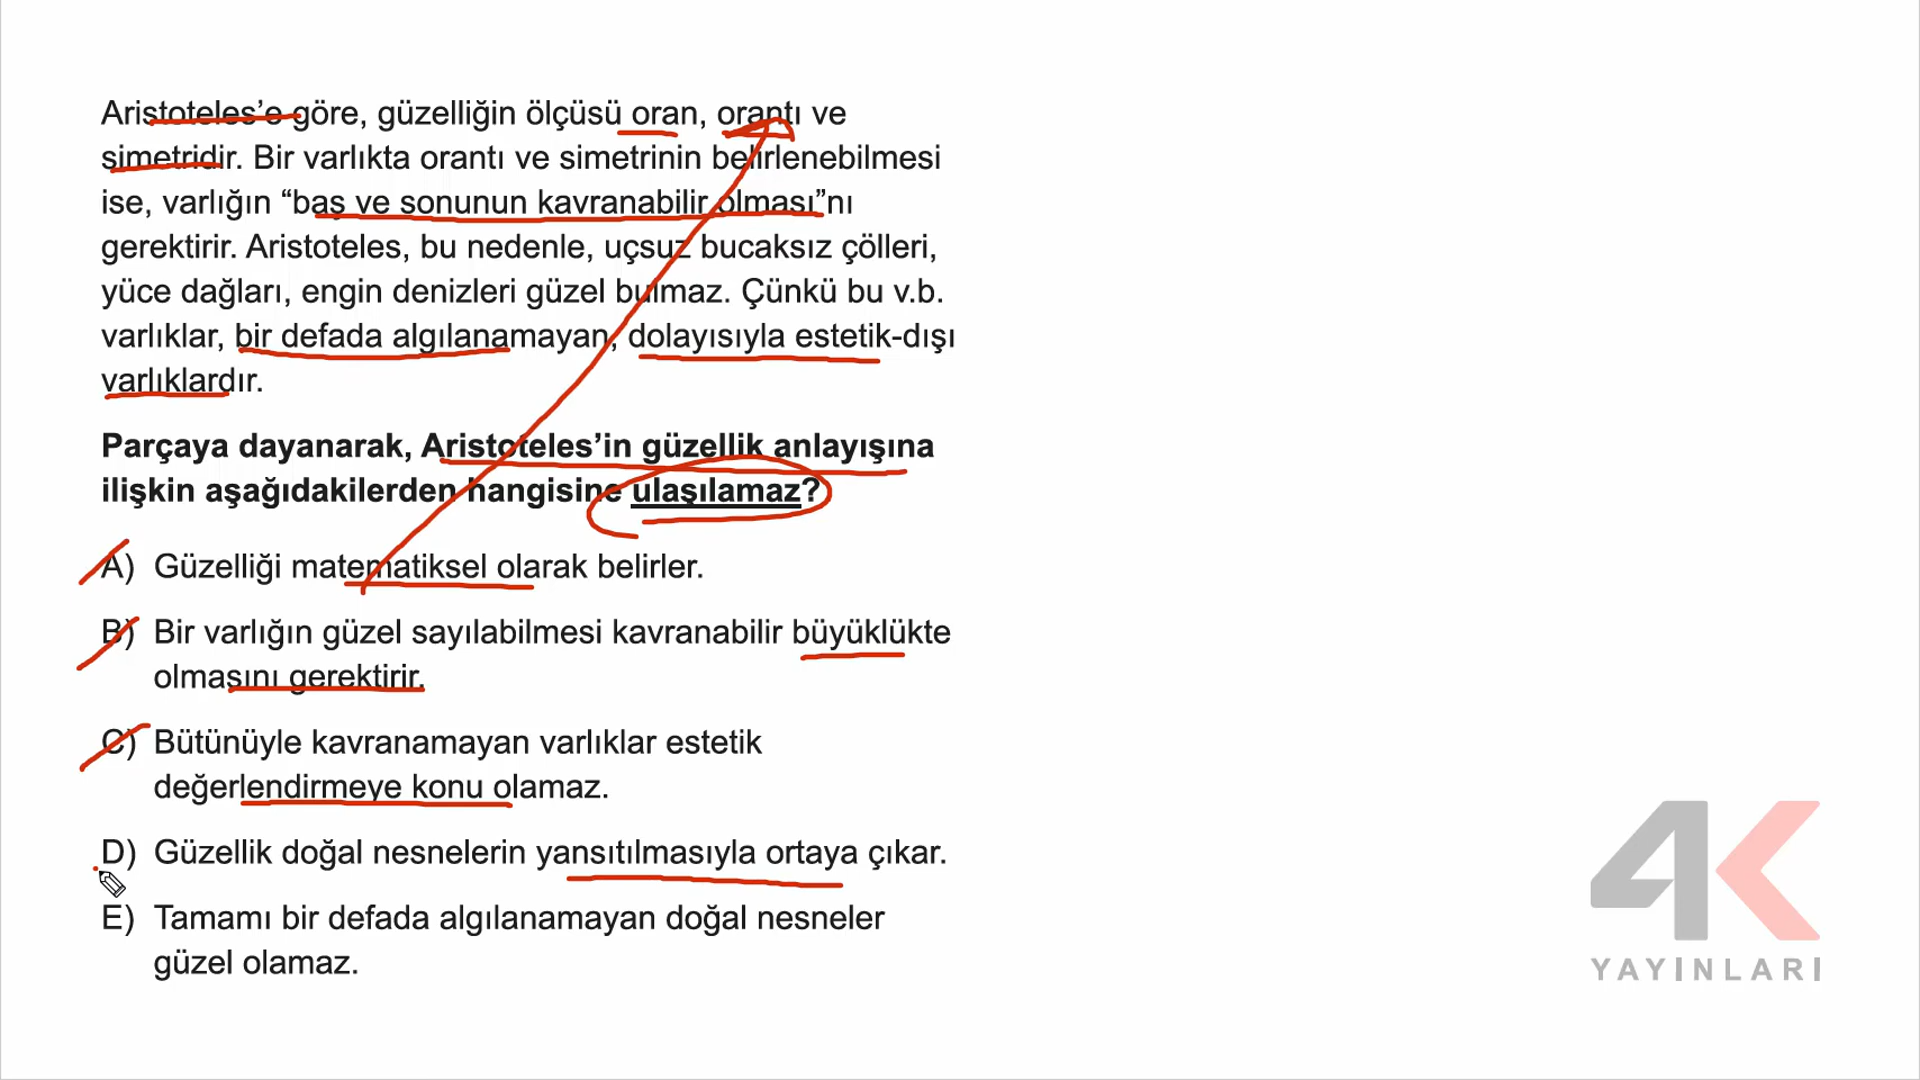 Aristoteles’e göre, güzelliğin ölçüsü oran, orantı ve
simetridir. Bir varlıkta orantı ve simetrinin belirlenebilmesi
ise, varlığın “baş ve sonunun kavranabilir olması”nı
gerektirir. Aristoteles, bu nedenle, uçsuz bucaksız çölleri,
yüce dağları, engin denizleri güzel bulmaz. Çünkü bu v.b.
varlıklar, bir defada algılanamayan, dolayısıyla estetik-dışı
varlıklardır.
Parçaya dayanarak, Aristoteles’in güzellik anlayışına
ilişkin aşağıdakilerden hangisine ulaşılamaz?
A) Güzelliği matematiksel olarak belirler.
B) Bir varlığın güzel sayılabilmesi kavranabilir büyüklükte
olmasını gerektirir.
C) Bütünüyle kavranamayan varlıklar estetik
değerlendirmeye konu olamaz.
D) Güzellik doğal nesnelerin yansıtılmasıyla ortaya çıkar.
E) Tamamı bir defada algılanamayan doğal nesneler
güzel olamaz.
4K
YAYINLARI